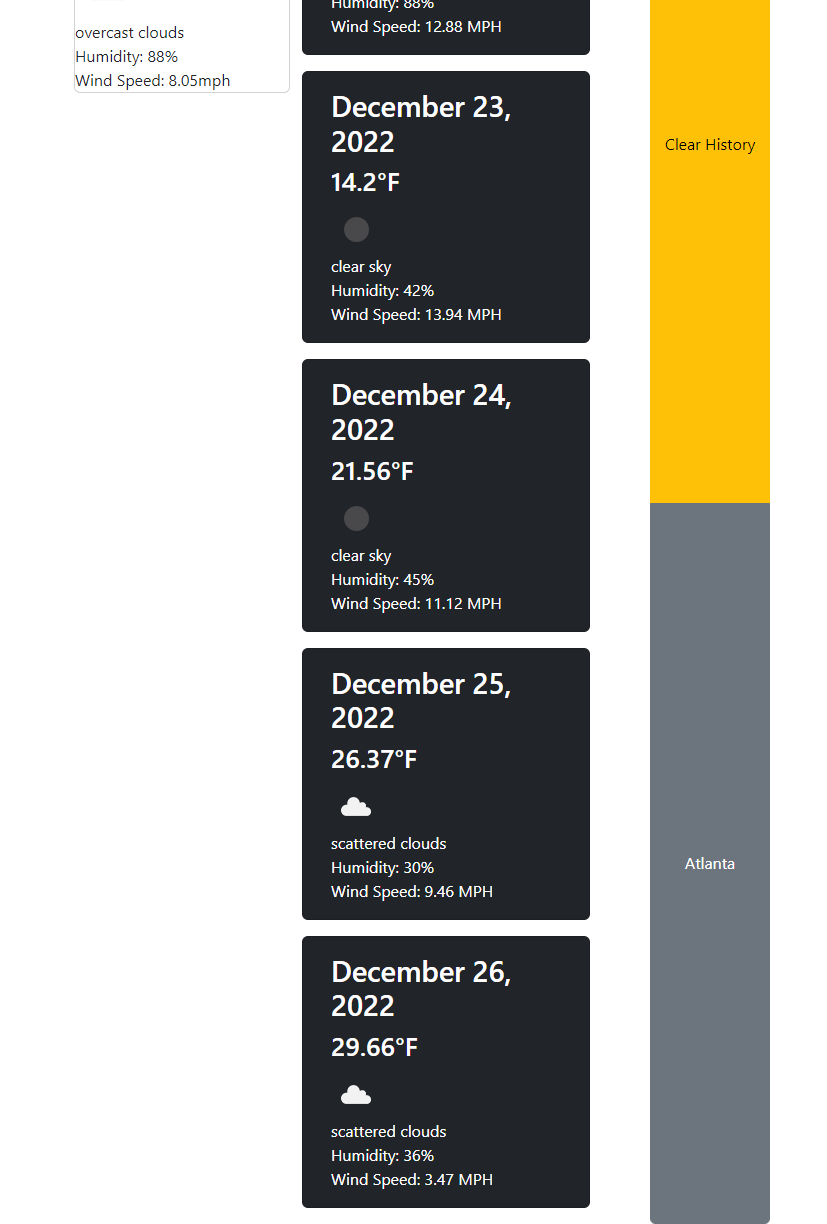 overcast clouds
Humidity: 88%
Wind Speed: 8.05mph
Humidity: 88%
Wind Speed: 12.88 MPH
December 23,
2022
14.2°F
clear sky
Humidity: 42%
Wind Speed: 13.94 MPH
December 24,
2022
21.56°F
clear sky
Humidity: 45%
Wind Speed: 11.12 MPH
December 25,
2022
26.37°F
scattered clouds
Humidity: 30%
Wind Speed: 9.46 MPH
December 26,
2022
29.66°F
scattered clouds
Humidity: 36%
Wind Speed: 3.47 MPH
Clear History
Atlanta